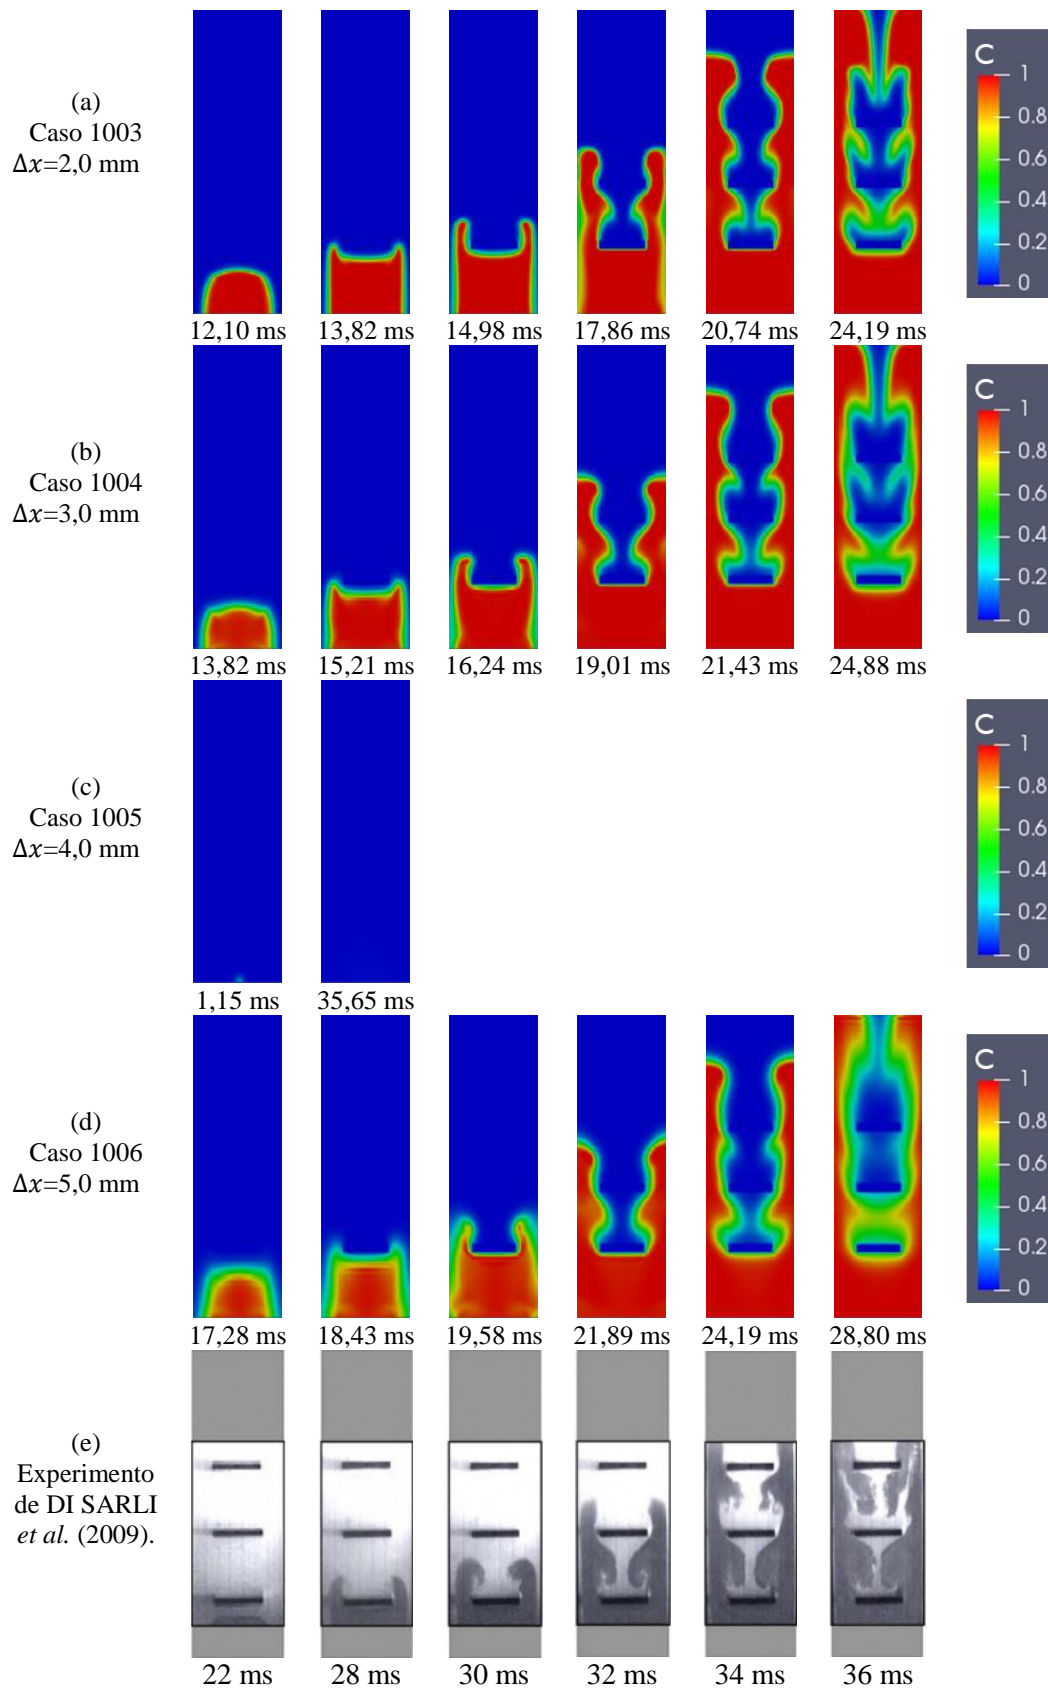 (a)
Caso 1003
Δx=2,0 mm
C
1
0.8
0.6
0.4
0.2
0
12,10 ms 13,82 ms 14,98 ms 17,86 ms 20,74 ms 24,19 ms
(b)
Caso 1004
Δx=3,0 mm
C
1
0.8
0.6
0.4
0.2
0
13,82 ms 15,21 ms 16,24 ms 19,01 ms 21,43 ms 24,88 ms
(c)
Caso 1005
Δx=4,0 mm
C
1
0.8
0.6
0.4
0.2
0
1,15 ms 35,65 ms
(d)
Caso 1006
Δx=5,0 mm
C
1
0.8
0.6
0.4
0.2
0
17,28 ms 18,43 ms 19,58 ms 21,89 ms 24,19 ms 28,80 ms
(e)
Experimento
de DI SARLI
et al. (2009).
22 ms 28 ms 30 ms 32 ms 34 ms 36 ms